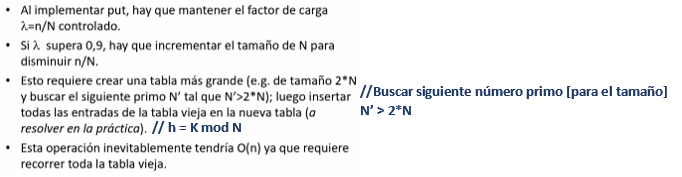 • Al implementar put, hay que mantener el factor de carga
λ=n/N controlado.
• Si λ supera 0,9, hay que incrementar el tamaño de N para
disminuir n/N.
• Esto requiere crear una tabla más grande (e.g. de tamaño 2*N
y buscar el siguiente primo N’ tal que N’>2*N); luego insertar
todas las entradas de la tabla vieja en la nueva tabla (a
resolver en la práctica). // h = K mod N
• Esta operación inevitablemente tendría O(n) ya que requiere
recorrer toda la tabla vieja.
//Buscar siguiente número primo [para el tamaño]
N’ > 2*N